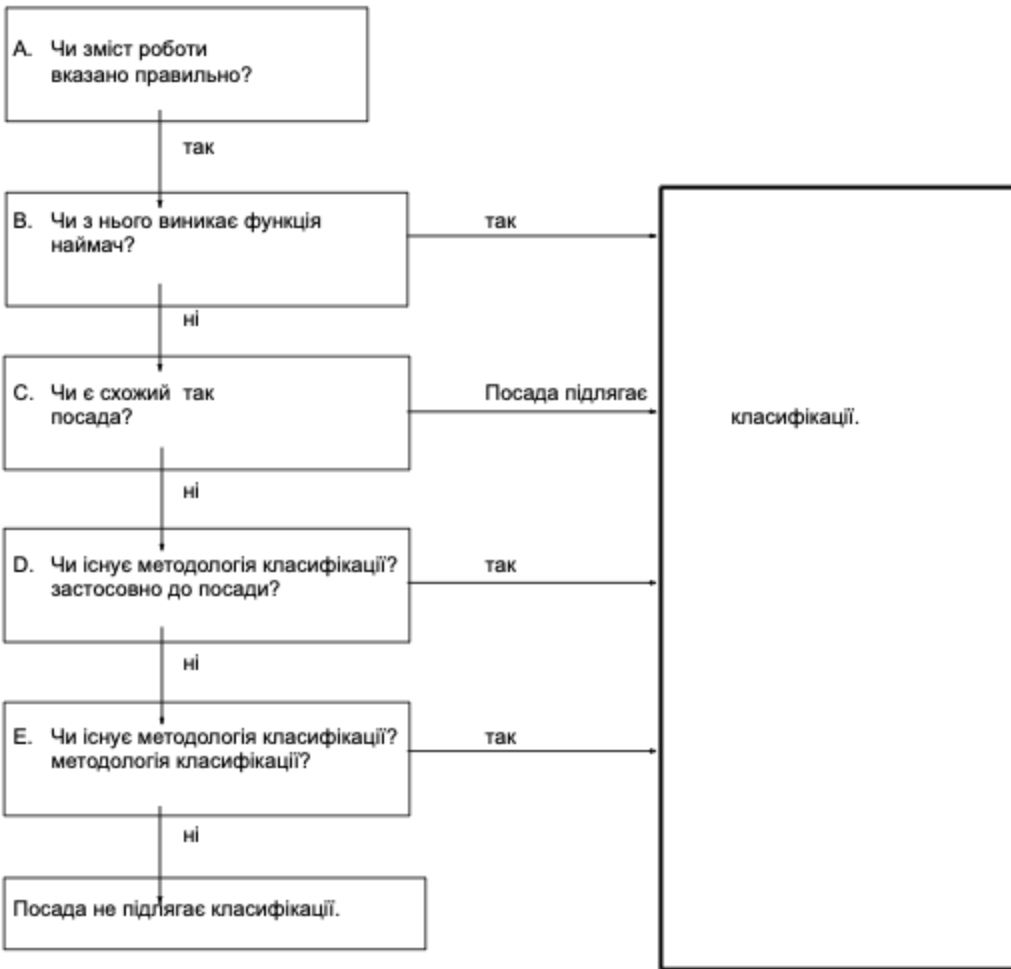 A. Чи зміст роботи
вказано правильно?
так
B. Чи з нього виникає функція
наймач?
так
ні
C. Чи є схожий так
посада?
Посада підлягає
класифікації.
ні
D. Чи існує методологія класифікації?
застосовно до посади?
так
ні
E. Чи існує методологія класифікації?
методологія класифікації?
так
ні
Посада не підлягає класифікації.